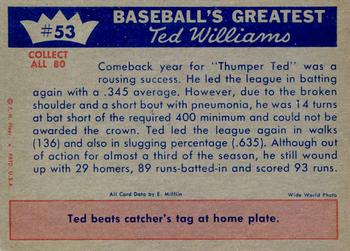 #53
BASEBALL'S GREATEST
Ted Williams
COLLECT
ALL 80
Comeback year for "Thumper Ted" was a
rousing success. He led the league in batting
again with a .345 average. However, due to the broken
shoulder and a short bout with pneumonia, he was 14 turns
at bat short of the required 400 minimum and could not be
awarded the crown. Ted led the league again in walks
(136) and also in slugging percentage (.635). Although out
of action for almost a third of the season, he still wound
up with 29 homers, 89 runs-batted-in and scored 93 runs.
All Card Data by E. Mifflin
Wide World Photo
Ted beats catcher's tag at home plate.